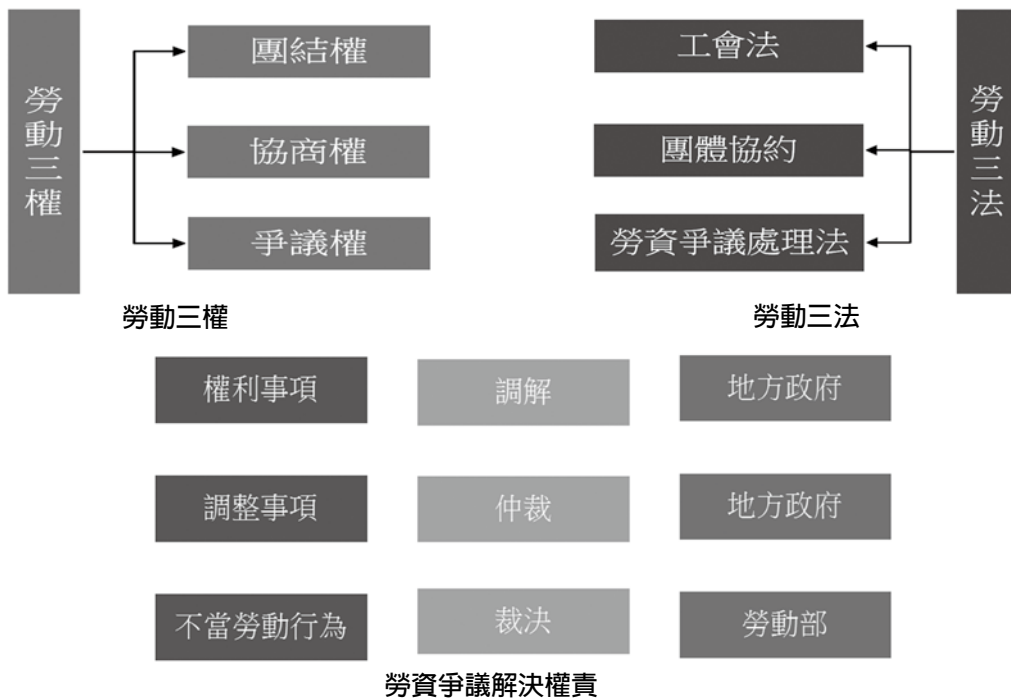 勞動三權
團結權
協商權
爭議權
工會法
團體協約
勞資爭議處理法
勞動三法
勞動三權
勞動三法
權利事項
調解
地方政府
調整事項
仲裁
地方政府
不當勞動行為
裁決
勞動部
勞資爭議解決權責